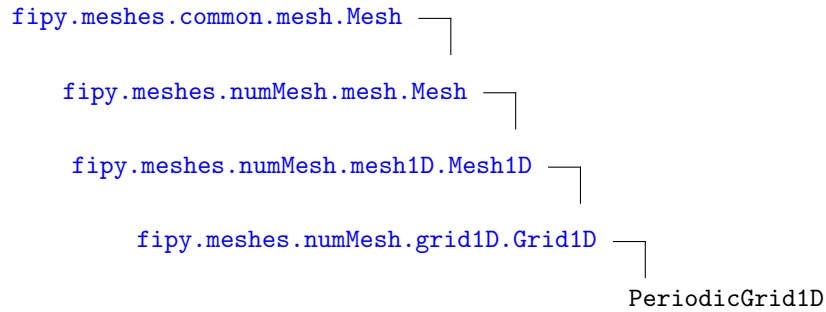 fipy.meshes.common.mesh.Mesh
fipy.meshes.numMesh.mesh.Mesh
fipy.meshes.numMesh.mesh1D.Mesh1D
fipy.meshes.numMesh.grid1D.Grid1D
PeriodicGrid1D